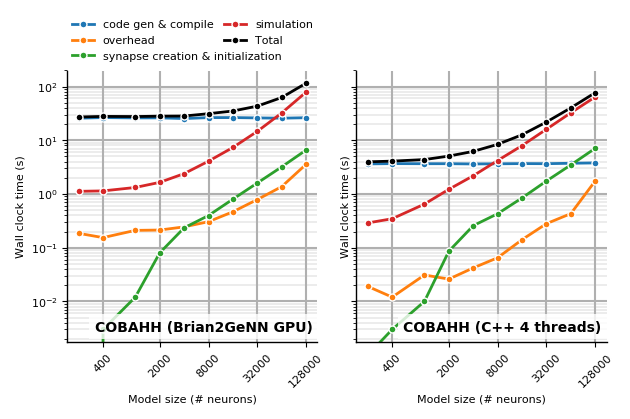 code gen & compile
overhead
synapse creation & initialization
simulation
Total
Wall clock time (s)
10²
10¹
10⁰
10⁻¹
10⁻²
COBAHH (Brian2GeNN GPU)
400
2000
8000
32000
128000
Model size (# neurons)
Wall clock time (s)
COBAHH (C++ 4 threads)
400
2000
8000
32000
128000
Model size (# neurons)